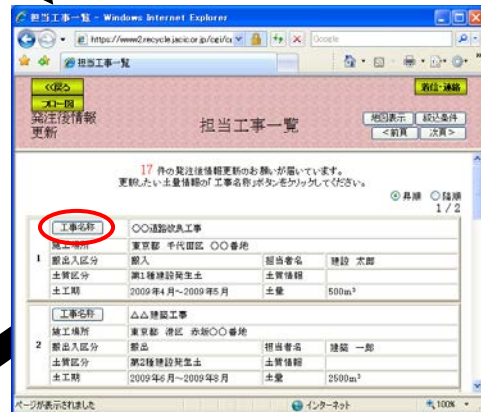 担当工事一覧 - Windows Internet Explorer
https://www2.recycle.jacic.or.jp/cgi/ca
Google
担当工事一覧
<<戻る
フロー図
発注後情報
更新
担当工事一覧
着信・連絡
地図表示 絞込条件
<前頁 次頁>
17 件の発注後情報更新のお願いが届いています。
更新したい土量情報の「工事名称」ボタンをクリックしてください。
昇順 降順
1 / 2
工事名称 〇〇道路改良工事
施工場所 東京都 千代田区 〇〇番地
1 搬出入区分 搬入 担当者名 建設 太郎
土質区分 第1種建設発生土 土質情報
土工期 2009年4月～2009年5月 土量 500m³
工事名称 △△建築工事
施工場所 東京都 港区 赤坂〇〇番地
2 搬出入区分 搬出 担当者名 建築 一郎
土質区分 第2種建設発生土 土質情報
土工期 2009年6月～2009年8月 土量 2500m³
ページが表示されました インターネット 100%